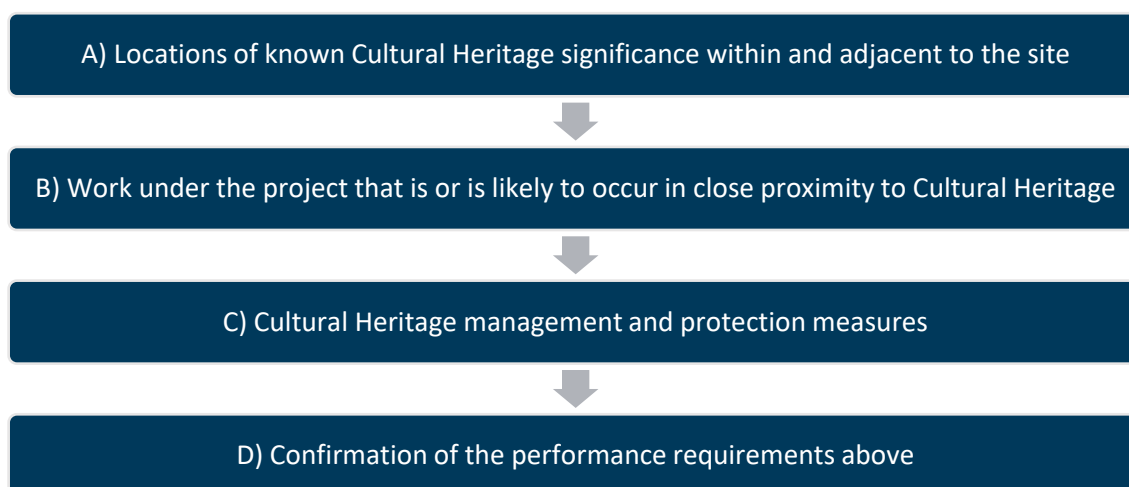 A) Locations of known Cultural Heritage significance within and adjacent to the site
B) Work under the project that is or is likely to occur in close proximity to Cultural Heritage
C) Cultural Heritage management and protection measures
D) Confirmation of the performance requirements above